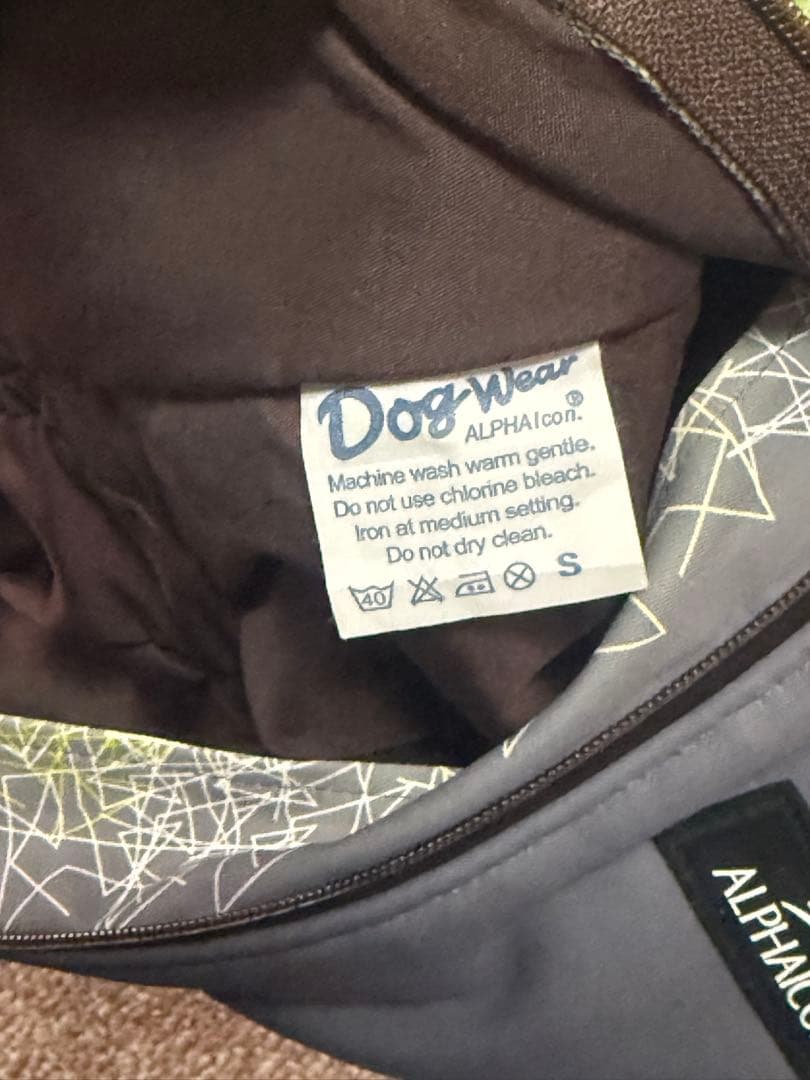 Dog Wear
ALPHAIcon®.
Machine wash warm gentle.
Do not use chlorine bleach.
Iron at medium setting.
Do not dry clean.
40 S
ALPHAICO